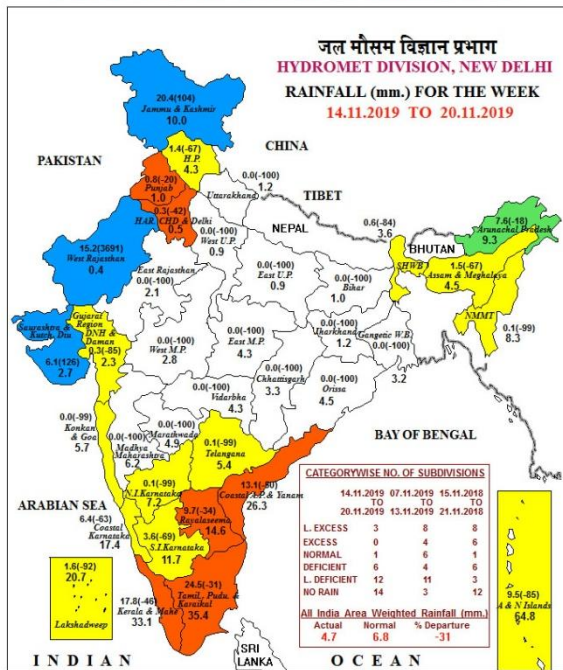 जल मौसम विज्ञान प्रभाग
HYDROMET DIVISION, NEW DELHI
RAINFALL (mm.) FOR THE WEEK
14.11.2019 TO 20.11.2019
20.4(104)
Jammu & Kashmir
10.0
1.4(-67)
H.P.
4.3
CHINA
PAKISTAN
0.8(-20)
Punjab
1.0
0.0(-100)
Uttarakhand
1.2
TIBET
0.3(-42)
HAR. CHD & Delhi
0.5
0.0(-100)
West U.P.
0.9
NEPAL
0.6(-84)
3.6
SHWB
BHUTAN
7.6(-18)
Arunachal Pradesh
9.3
15.2(3691)
West Rajasthan
0.4
East Rajasthan
0.0(-100)
2.1
0.0(-100)
East U.P.
0.9
0.0(-100)
Bihar
1.0
1.5(-67)
Assam & Meghalaya
4.5
NMMT
0.1(-99)
8.3
Saurashtra &
Kutch, Diu
6.1(126)
2.7
Gujarat
Region
DNH &
Daman
0.3(-85)
2.3
0.0(-100)
West M.P.
2.8
0.0(-100)
East M.P.
4.3
0.0(-100)
Jharkhand
1.2
Gangetic W.B.
0.0(-100)
3.2
0.0(-100)
Chhattisgarh
3.3
0.0(-100)
Orissa
4.5
0.0(-100)
Vidarbha
4.3
0.0(-99)
Konkan
& Goa
5.7
0.0(-100)
Madhya
Maharashtra
6.2
0.0(-100)
Marathwada
4.9
0.1(-99)
Telangana
5.4
BAY OF BENGAL
ARABIAN SEA
0.1(-99)
N.I.Karnataka
7.2
13.1(-50)
Coastal A.P. & Yanam
26.3
6.4(-63)
Coastal
Karnataka
17.4
9.7(-34)
Rayalaseema
14.6
3.6(-69)
S.I.Karnataka
11.7
1.6(-92)
20.7
Lakshadweep
17.8(-46)
Kerala & Mahe
33.1
24.5(-31)
Tamil, Pudu. &
Karaikal
35.4
9.5(-85)
A & N Islands
64.8
CATEGORYWISE NO. OF SUBDIVISIONS
14.11.2019 07.11.2019 15.11.2018
TO TO TO
20.11.2019 13.11.2019 21.11.2018
L. EXCESS 3 8 8
EXCESS 0 4 6
NORMAL 1 6 1
DEFICIENT 6 4 6
L. DEFICIENT 12 11 3
NO RAIN 14 3 12
All India Area Weighted Rainfall (mm.)
Actual Normal % Departure
4.7 6.8 -31
SRI
LANKA
INDIAN OCEAN